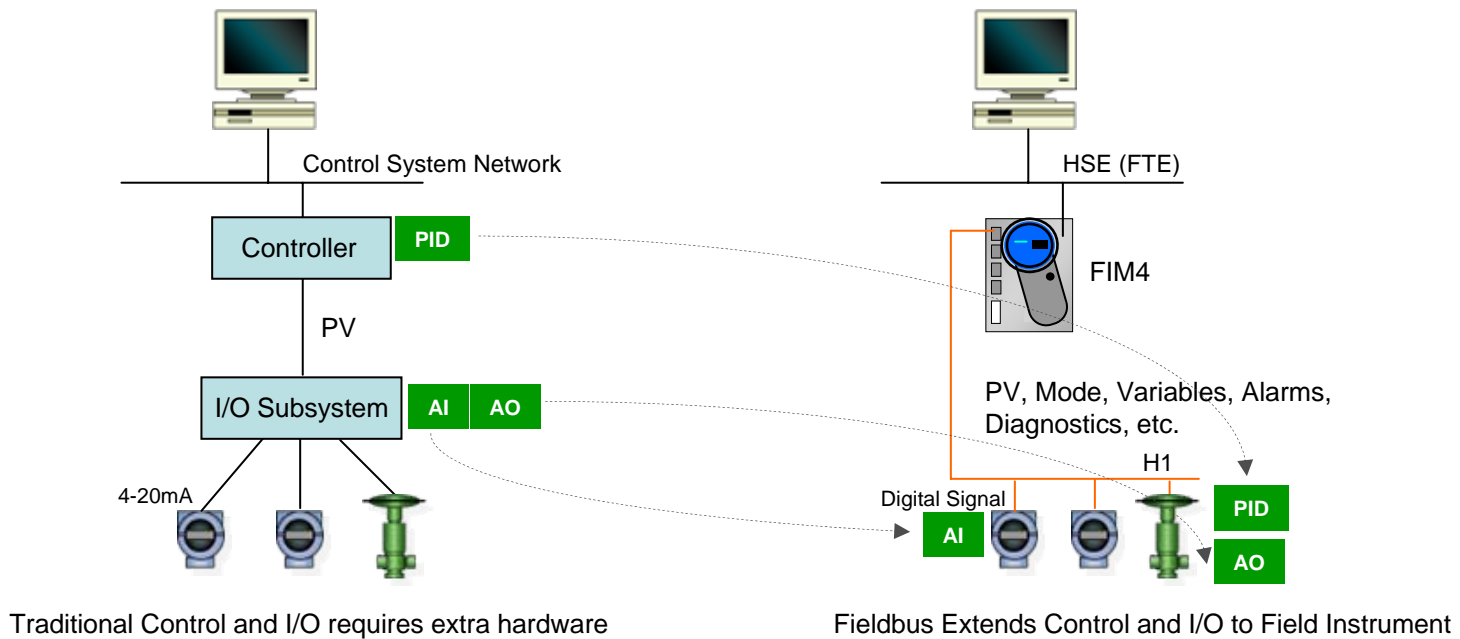 Control System Network
Controller
PID
PV
I/O Subsystem
AI
AO
4-20mA
Traditional Control and I/O requires extra hardware
HSE (FTE)
FIM4
PV, Mode, Variables, Alarms,
Diagnostics, etc.
H1
Digital Signal
AI
PID
AO
Fieldbus Extends Control and I/O to Field Instrument